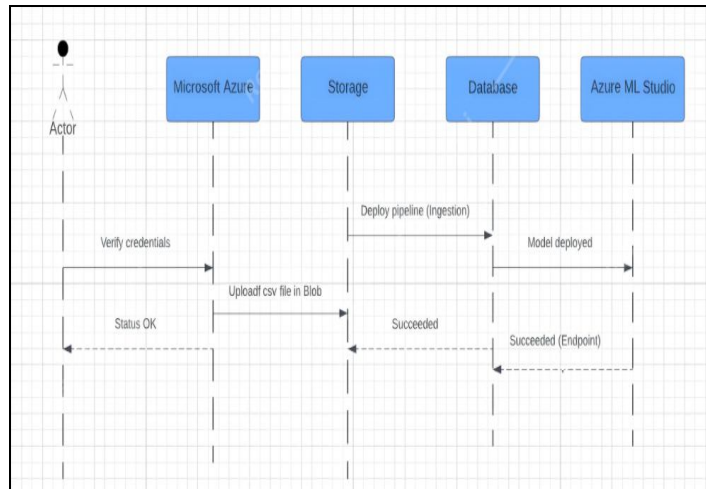 Microsoft Azure
Storage
Database
Azure ML Studio
Actor
Deploy pipeline (Ingestion)
Verify credentials
Model deployed
Uploadf csv file in Blob
Status OK
Succeeded
Succeeded (Endpoint)